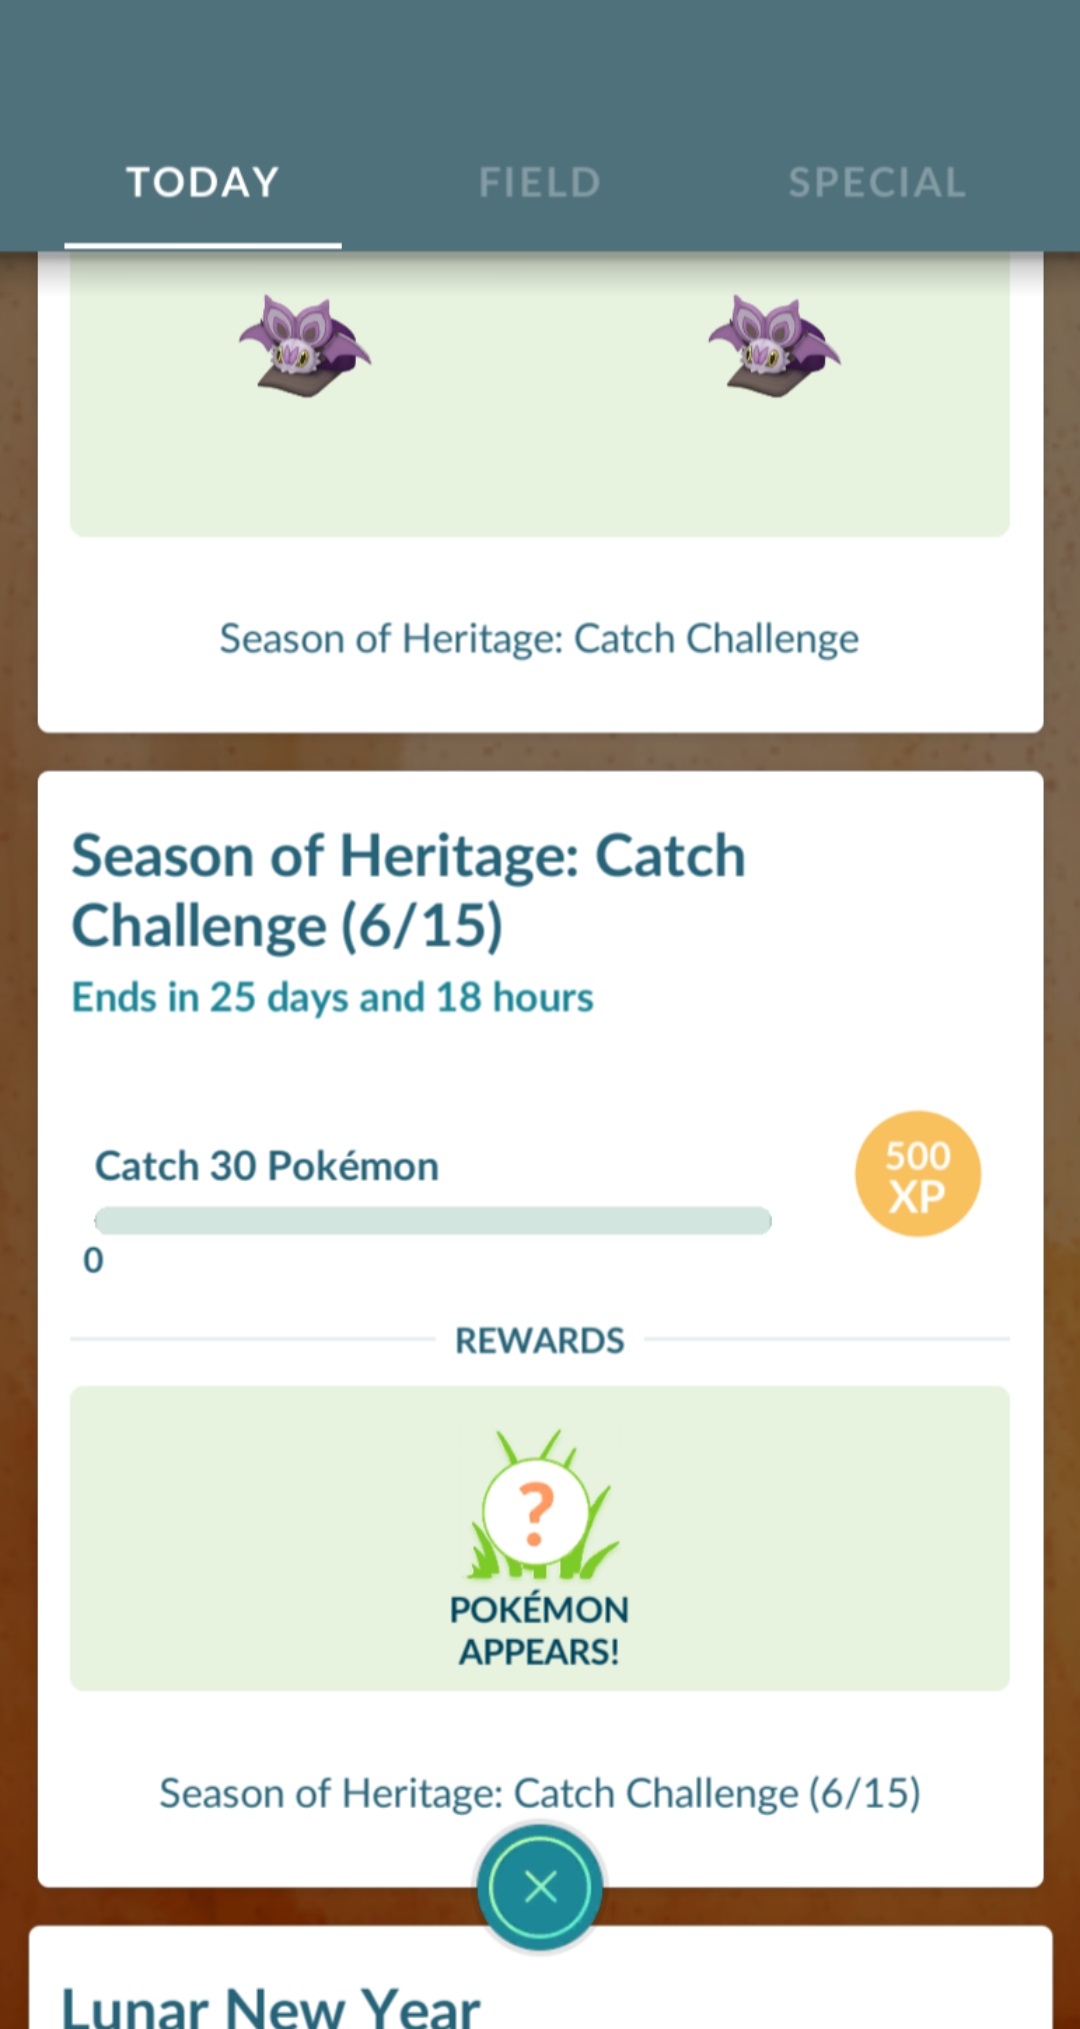 TODAY
FIELD
SPECIAL
Season of Heritage: Catch Challenge
Season of Heritage: Catch
Challenge (6/15)
Ends in 25 days and 18 hours
Catch 30 Pokémon
500
XP
0
REWARDS
?
POKÉMON
APPEARS!
Season of Heritage: Catch Challenge (6/15)
Lunar New Year